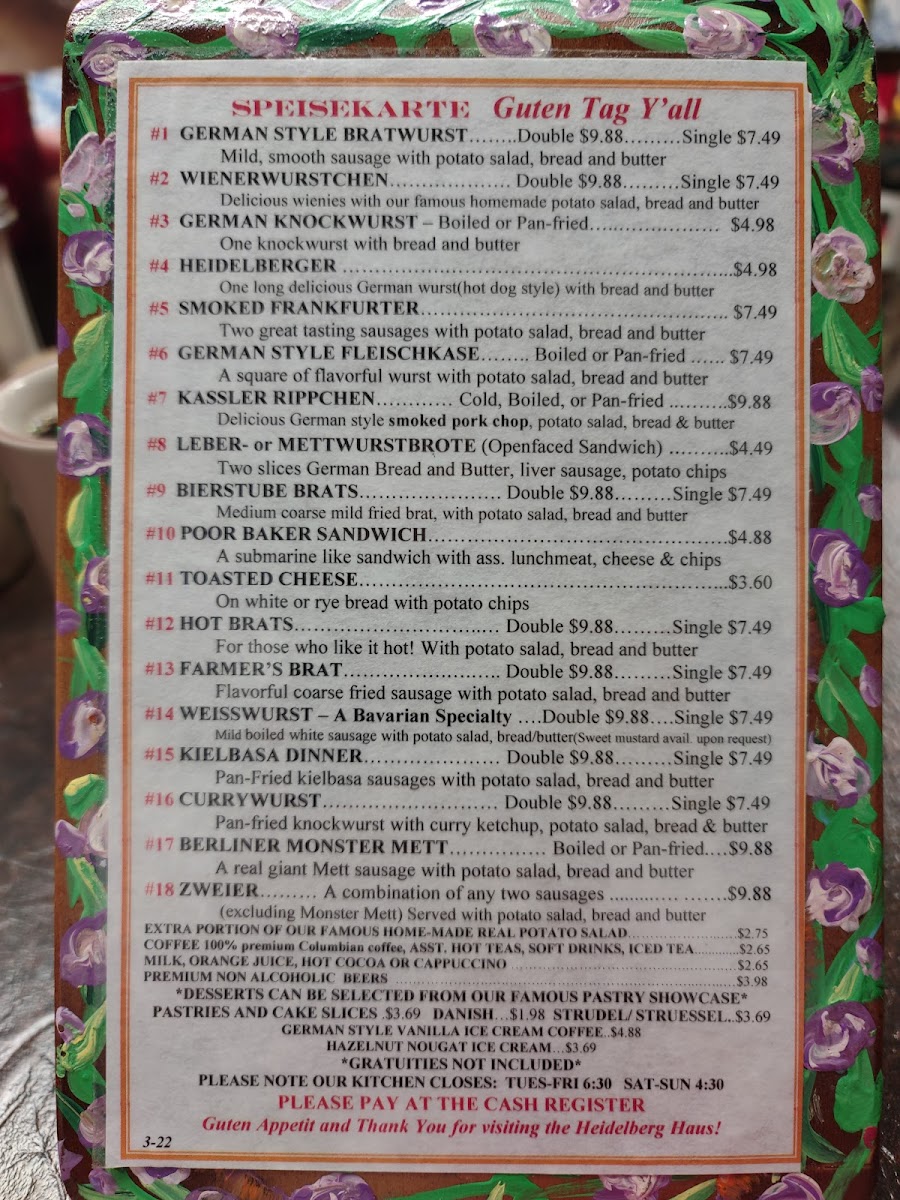 SPEISEKARTE Guten Tag Y'all
#1 GERMAN STYLE BRATWURST........Double $9.88.........Single $7.49
Mild, smooth sausage with potato salad, bread and butter
#2 WIENERWURSTCHEN................... Double $9.88.........Single $7.49
Delicious wienies with our famous homemade potato salad, bread and butter
#3 GERMAN KNOCKWURST – Boiled or Pan-fried..................... $4.98
One knockwurst with bread and butter
#4 HEIDELBERGER ...............................................................$4.98
One long delicious German wurst(hot dog style) with bread and butter
#5 SMOKED FRANKFURTER................................................ $7.49
Two great tasting sausages with potato salad, bread and butter
#6 GERMAN STYLE FLEISCHKASE........ Boiled or Pan-fried ...... $7.49
A square of flavorful wurst with potato salad, bread and butter
#7 KASSLER RIPPCHEN............ Cold, Boiled, or Pan-fried ..........$9.88
Delicious German style smoked pork chop, potato salad, bread & butter
#8 LEBER- or METTWURSTBROTE (Openfaced Sandwich) ..........$4.49
Two slices German Bread and Butter, liver sausage, potato chips
#9 BIERSTUBE BRATS...................... Double $9.88.........Single $7.49
Medium coarse mild fried brat, with potato salad, bread and butter
#10 POOR BAKER SANDWICH...............................................$4.88
A submarine like sandwich with ass. lunchmeat, cheese & chips
#11 TOASTED CHEESE..........................................................$3.60
On white or rye bread with potato chips
#12 HOT BRATS................................ Double $9.88.........Single $7.49
For those who like it hot! With potato salad, bread and butter
#13 FARMER'S BRAT........................ Double $9.88.........Single $7.49
Flavorful coarse fried sausage with potato salad, bread and butter
#14 WEISSWURST – A Bavarian Specialty ....Double $9.88....Single $7.49
Mild boiled white sausage with potato salad, bread/butter(Sweet mustard avail. upon request)
#15 KIELBASA DINNER..................... Double $9.88.........Single $7.49
Pan-Fried kielbasa sausages with potato salad, bread and butter
#16 CURRYWURST........................... Double $9.88.........Single $7.49
Pan-fried knockwurst with curry ketchup, potato salad, bread & butter
#17 BERLINER MONSTER METT............... Boiled or Pan-fried....$9.88
A real giant Mett sausage with potato salad, bread and butter
#18 ZWEIER......... A combination of any two sausages ........... .......$9.88
(excluding Monster Mett) Served with potato salad, bread and butter
EXTRA PORTION OF OUR FAMOUS HOME-MADE REAL POTATO SALAD..........................$2.75
COFFEE 100% premium Columbian coffee, ASST. HOT TEAS, SOFT DRINKS, ICED TEA...........$2.65
MILK, ORANGE JUICE, HOT COCOA OR CAPPUCCINO ......................................................$2.65
PREMIUM NON ALCOHOLIC BEERS .................................................................................$3.98
*DESSERTS CAN BE SELECTED FROM OUR FAMOUS PASTRY SHOWCASE*
PASTRIES AND CAKE SLICES .$3.69 DANISH...$1.98 STRUDEL/ STRUESSEL..$3.69
GERMAN STYLE VANILLA ICE CREAM COFFEE..$4.88
HAZELNUT NOUGAT ICE CREAM...$3.69
*GRATUITIES NOT INCLUDED*
PLEASE NOTE OUR KITCHEN CLOSES: TUES-FRI 6:30 SAT-SUN 4:30
PLEASE PAY AT THE CASH REGISTER
Guten Appetit and Thank You for visiting the Heidelberg Haus!
3-22